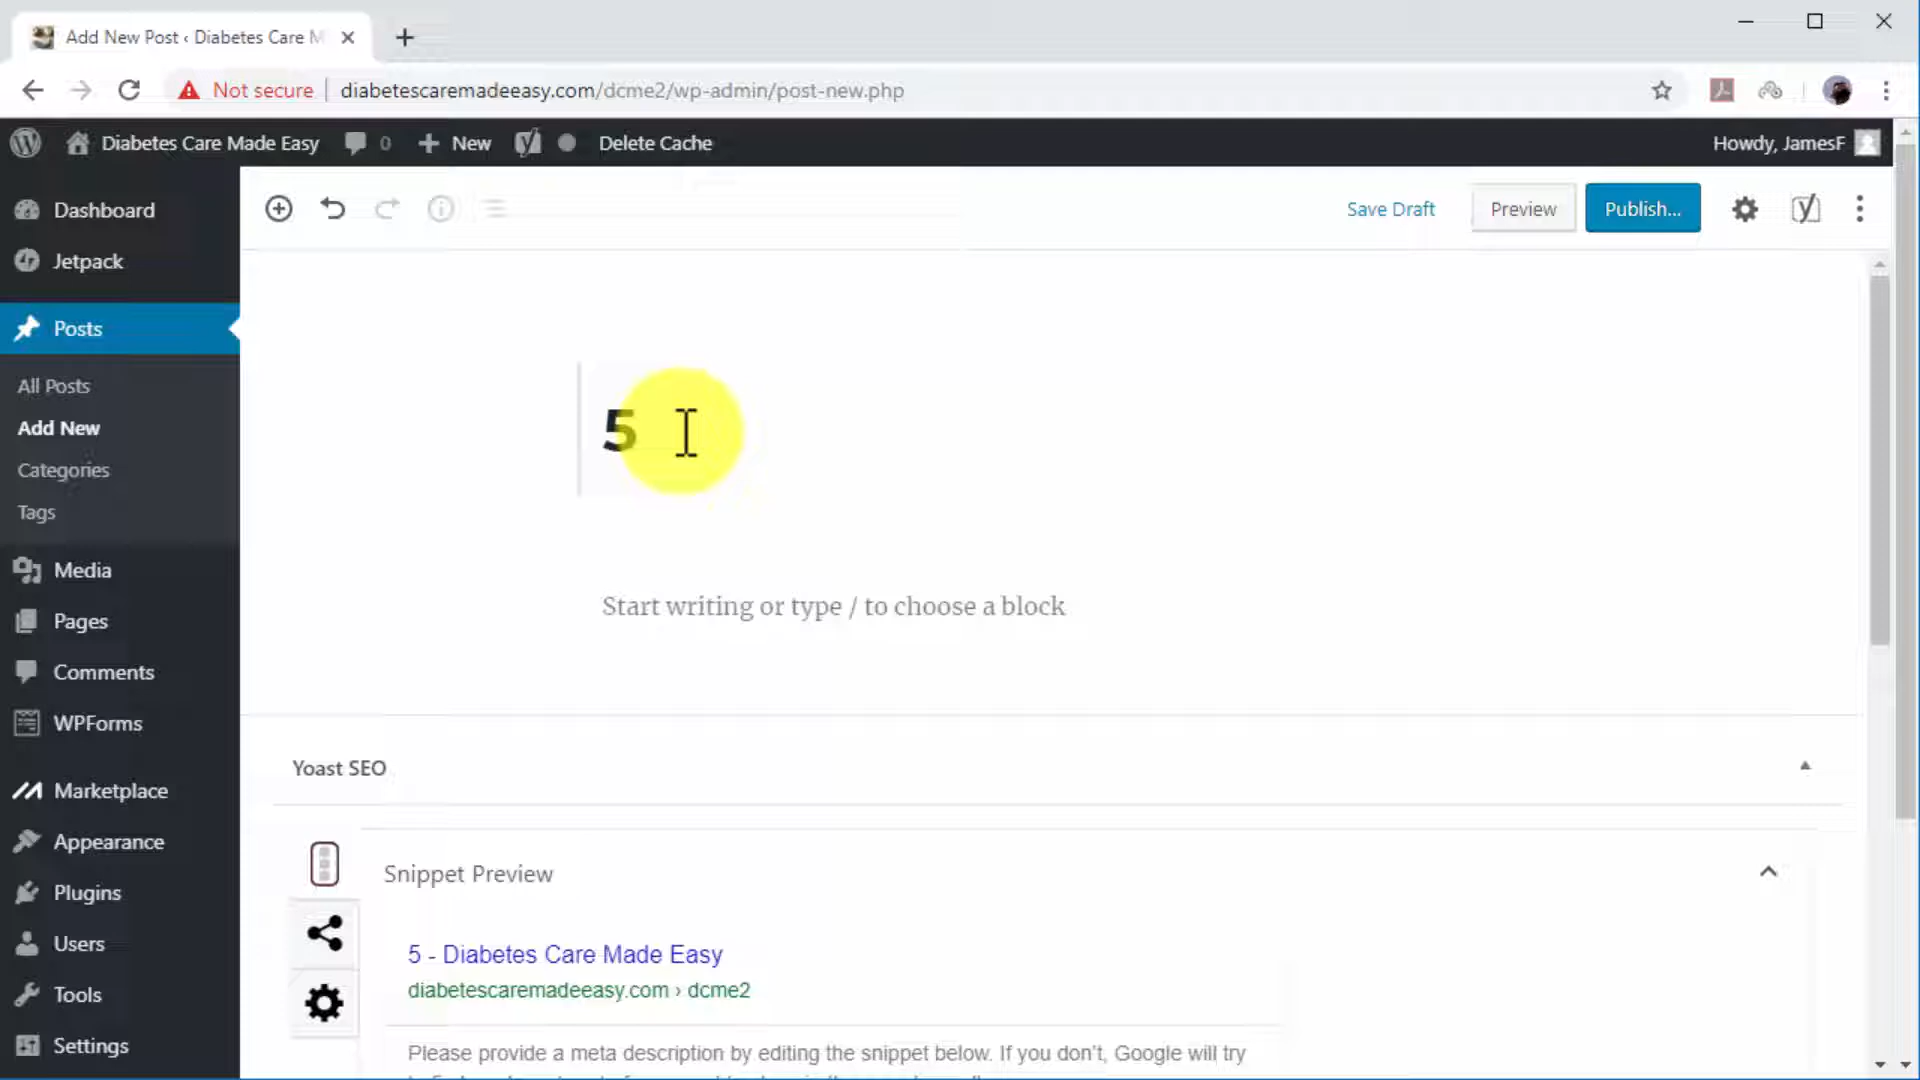 Add New Post ‹ Diabetes Care M
Not secure
diabetescaremadeeasy.com/dcme2/wp-admin/post-new.php
Diabetes Care Made Easy
0
New
Delete Cache
Howdy, JamesF
Dashboard
Jetpack
Posts
All Posts
Add New
Categories
Tags
Media
Pages
Comments
WPForms
Marketplace
Appearance
Plugins
Users
Tools
Settings
Save Draft
Preview
Publish...
5
Start writing or type / to choose a block
Yoast SEO
Snippet Preview
5 - Diabetes Care Made Easy
diabetescaremadeeasy.com › dcme2
Please provide a meta description by editing the snippet below. If you don't, Google will try